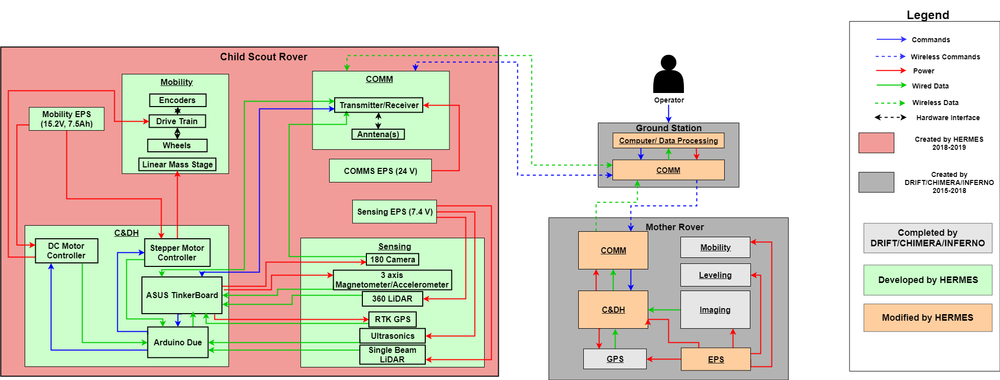 Child Scout Rover
Mobility
Encoders
Drive Train
Wheels
Linear Mass Stage
Mobility EPS
(15.2V, 7.5Ah)
COMM
Transmitter/Receiver
Anntena(s)
COMMS EPS (24 V)
Sensing EPS (7.4 V)
C&DH
DC Motor
Controller
Stepper Motor
Controller
ASUS TinkerBoard
Arduino Due
Sensing
180 Camera
3 axis
Magnetometer/Accelerometer
360 LiDAR
RTK GPS
Ultrasonics
Single Beam
LiDAR
Operator
Ground Station
Computer/ Data Processing
COMM
Mother Rover
COMM
C&DH
GPS
Mobility
Leveling
Imaging
EPS
Legend
Commands
Wireless Commands
Power
Wired Data
Wireless Data
Hardware Interface
Created by HERMES
2018-2019
Created by
DRIFT/CHIMERA/INFERNO
2015-2018
Completed by
DRIFT/CHIMERA/INFERNO
Developed by HERMES
Modified by HERMES